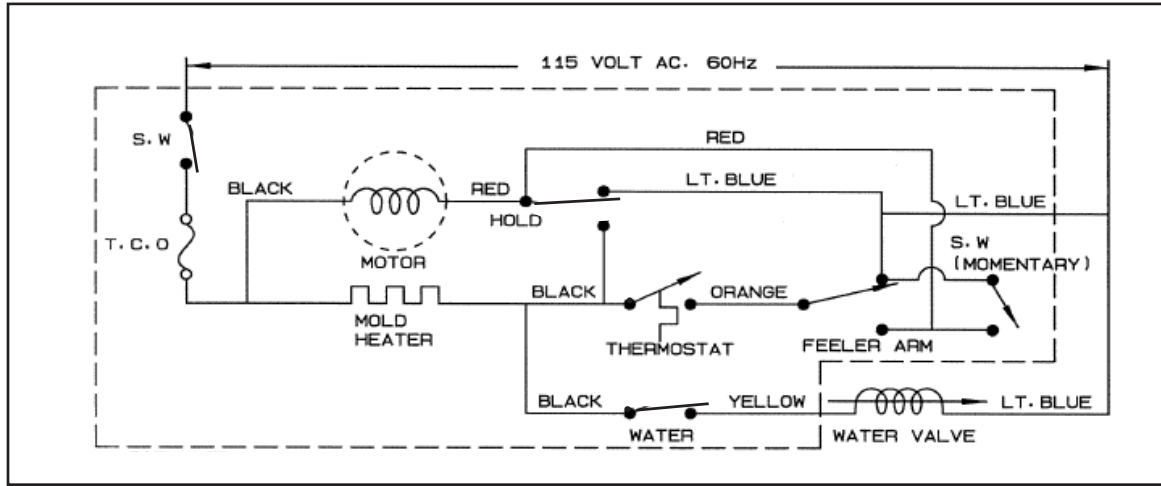 115 VOLT AC. 60Hz
S.W
RED
BLACK
RED
LT. BLUE
LT. BLUE
HOLD
T.C.O
S.W
(MOMENTARY)
MOTOR
BLACK
ORANGE
MOLD
HEATER
THERMOSTAT
FEELER ARM
BLACK
YELLOW
LT. BLUE
WATER
WATER VALVE